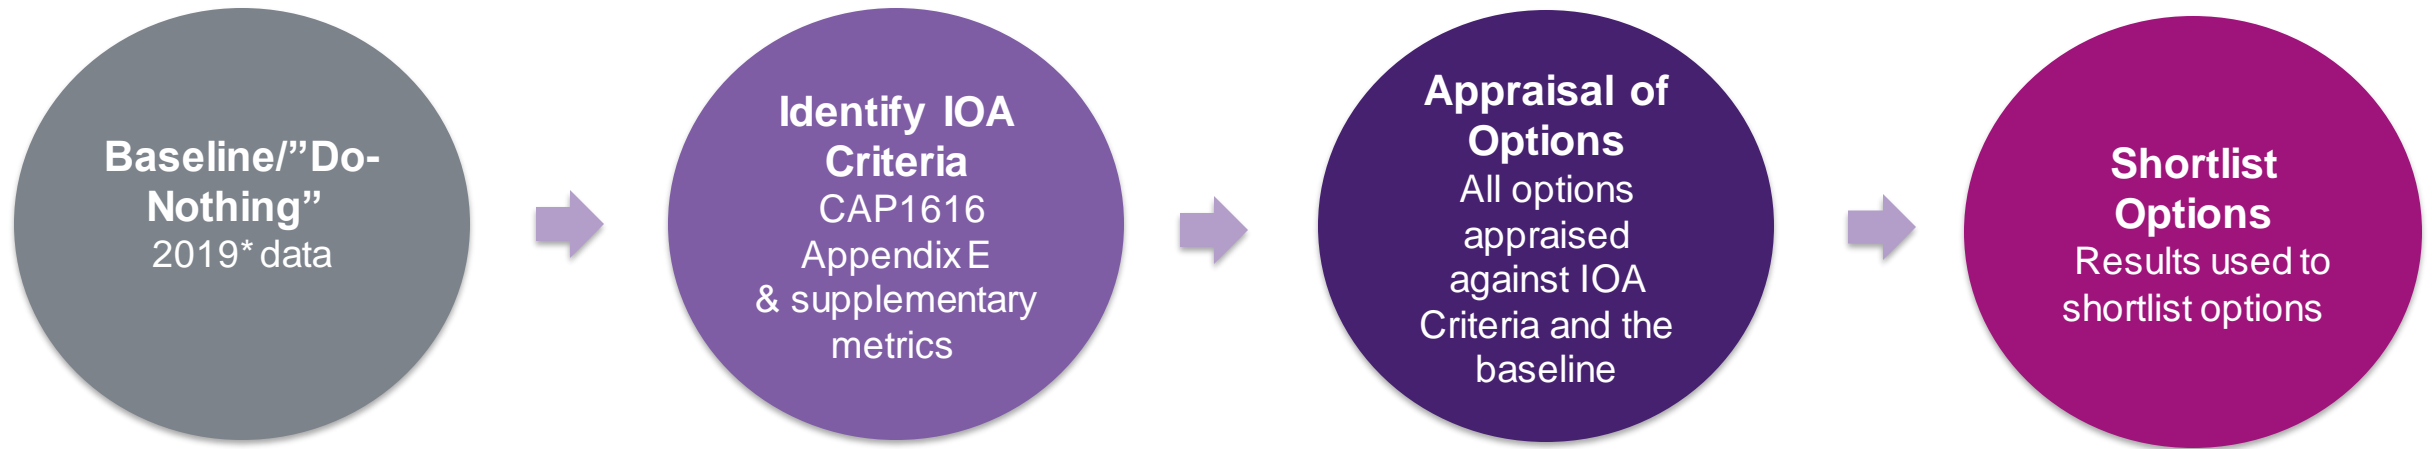 Baseline/”Do-
Nothing”
2019* data
Identify IOA
Criteria
CAP1616
Appendix E
& supplementary
metrics
Appraisal of
Options
All options
appraised
against IOA
Criteria and the
baseline
Shortlist
Options
Results used to
shortlist options